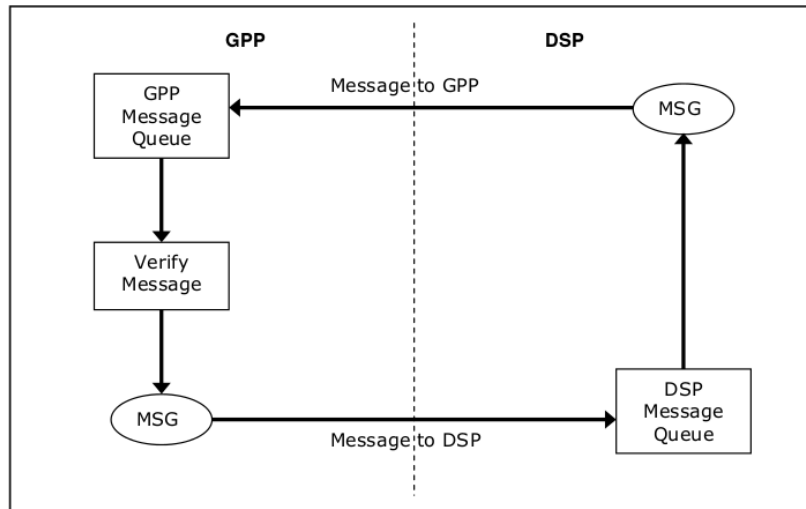 GPP
DSP
Message to GPP
GPP
Message
Queue
MSG
Verify
Message
MSG
Message to DSP
DSP
Message
Queue